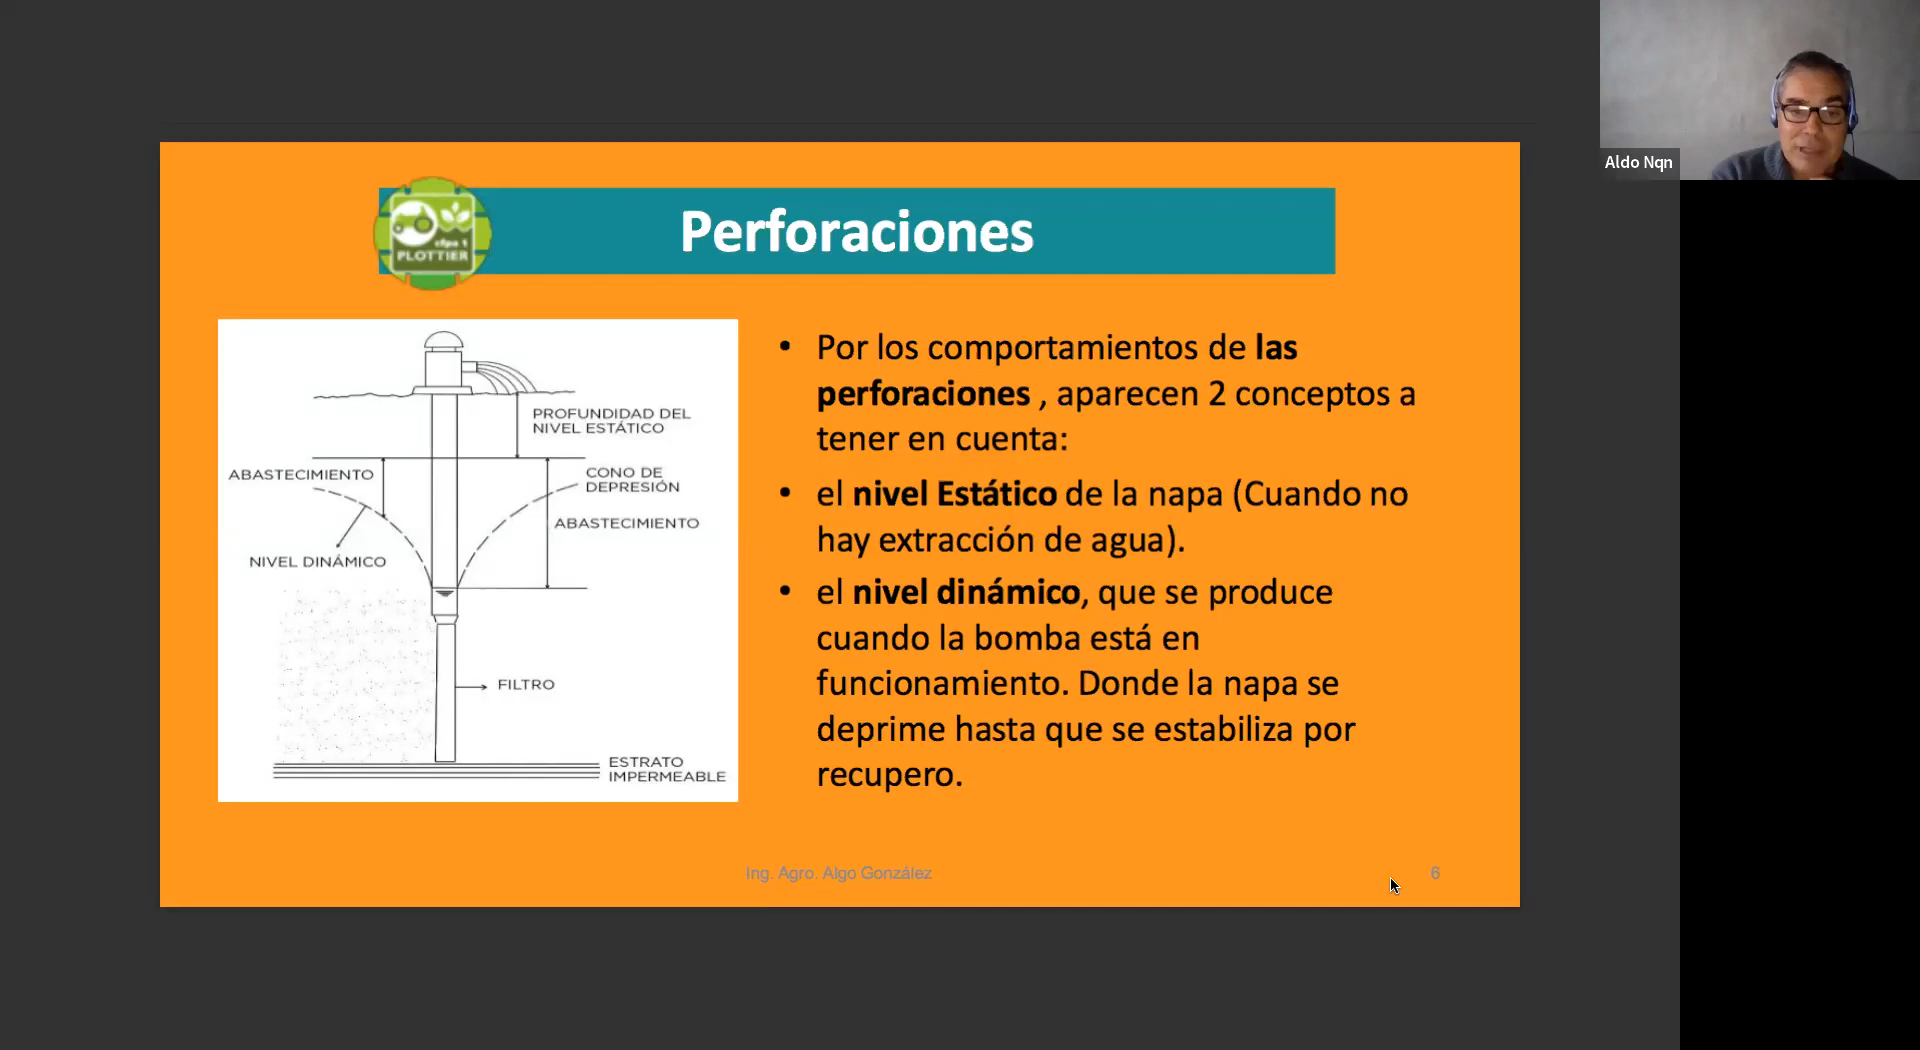 Aldo Nqn
cfpa 1
PLOTTIER
Perforaciones
PROFUNDIDAD DEL
NIVEL ESTÁTICO
ABASTECIMIENTO
CONO DE
DEPRESIÓN
ABASTECIMIENTO
NIVEL DINÁMICO
FILTRO
ESTRATO
IMPERMEABLE
• Por los comportamientos de las
perforaciones , aparecen 2 conceptos a
tener en cuenta:
• el nivel Estático de la napa (Cuando no
hay extracción de agua).
• el nivel dinámico, que se produce
cuando la bomba está en
funcionamiento. Donde la napa se
deprime hasta que se estabiliza por
recupero.
Ing. Agro. Algo González
6